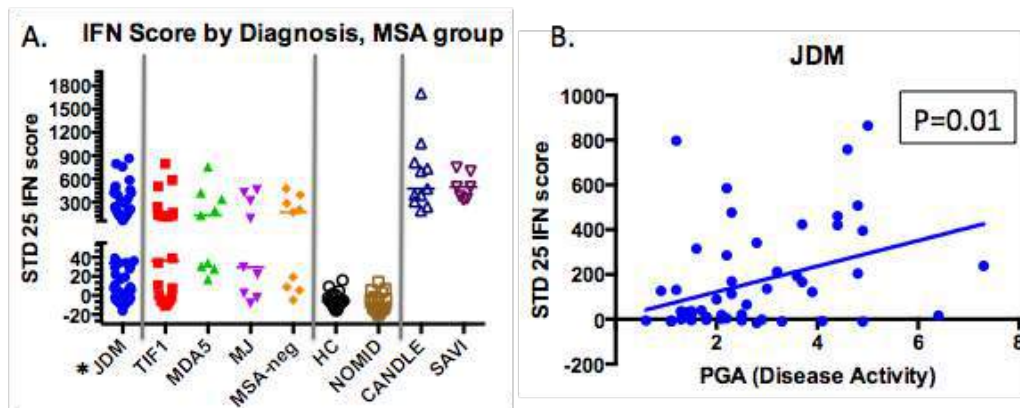 A. IFN Score by Diagnosis, MSA group
STD 25 IFN score
1800
1500
1200
900
600
300
40
20
0
-20
* JDM
TIF1
MDA5
MJ
MSA-neg
HC
NOMID
CANDLE
SAVI
B.
JDM
P=0.01
STD 25 IFN score
1000
800
600
400
200
0
-200
2
4
6
8
PGA (Disease Activity)